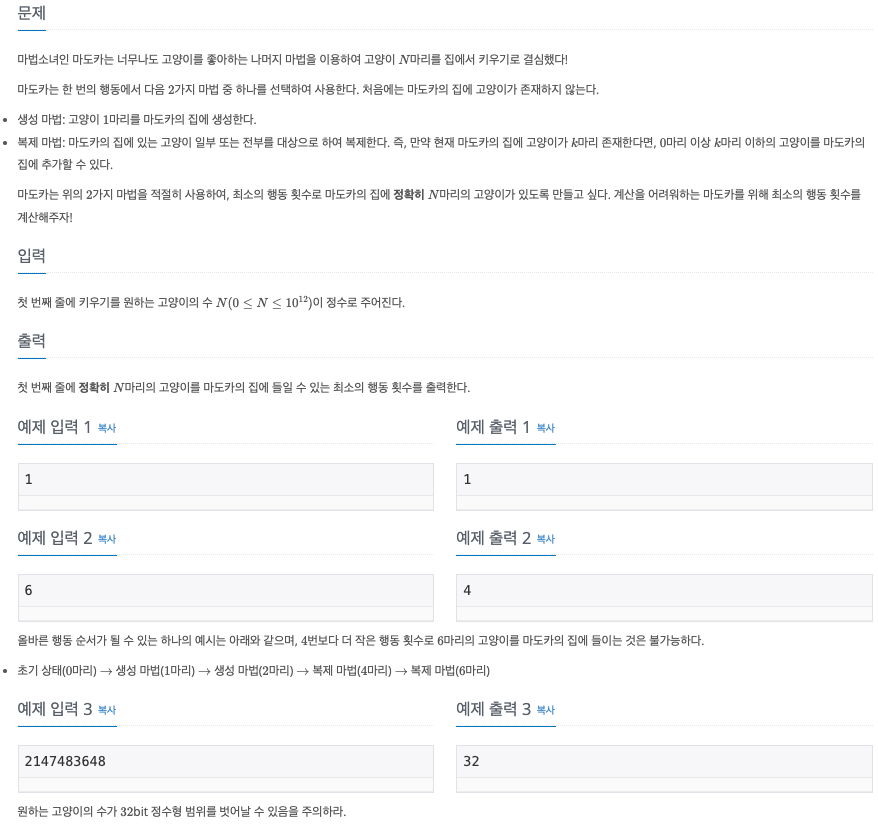 문제
마법소녀인 마도카는 너무나도 고양이를 좋아하는 나머지 마법을 이용하여 고양이 N마리를 집에서 키우기로 결심했다!
마도카는 한 번의 행동에서 다음 2가지 마법 중 하나를 선택하여 사용한다. 처음에는 마도카의 집에 고양이가 존재하지 않는다.
• 생성 마법: 고양이 1마리를 마도카의 집에 생성한다.
• 복제 마법: 마도카의 집에 있는 고양이 일부 또는 전부를 대상으로 하여 복제한다. 즉, 만약 현재 마도카의 집에 고양이가 k마리 존재한다면, 0마리 이상 k마리 이하의 고양이를 마도카의
집에 추가할 수 있다.
마도카는 위의 2가지 마법을 적절히 사용하여, 최소의 행동 횟수로 마도카의 집에 정확히 N마리의 고양이가 있도록 만들고 싶다. 계산을 어려워하는 마도카를 위해 최소의 행동 횟수를
계산해주자!
입력
첫 번째 줄에 키우기를 원하는 고양이의 수 N(0 ≤ N ≤ 10¹²)이 정수로 주어진다.
출력
첫 번째 줄에 정확히 N마리의 고양이를 마도카의 집에 들일 수 있는 최소의 행동 횟수를 출력한다.
예제 입력 1 복사
1
예제 출력 1 복사
1
예제 입력 2 복사
6
예제 출력 2 복사
4
올바른 행동 순서가 될 수 있는 하나의 예시는 아래와 같으며, 4번보다 더 작은 행동 횟수로 6마리의 고양이를 마도카의 집에 들이는 것은 불가능하다.
• 초기 상태(0마리) → 생성 마법(1마리) → 생성 마법(2마리) → 복제 마법(4마리) → 복제 마법(6마리)
예제 입력 3 복사
2147483648
예제 출력 3 복사
32
원하는 고양이의 수가 32bit 정수형 범위를 벗어날 수 있음을 주의하라.